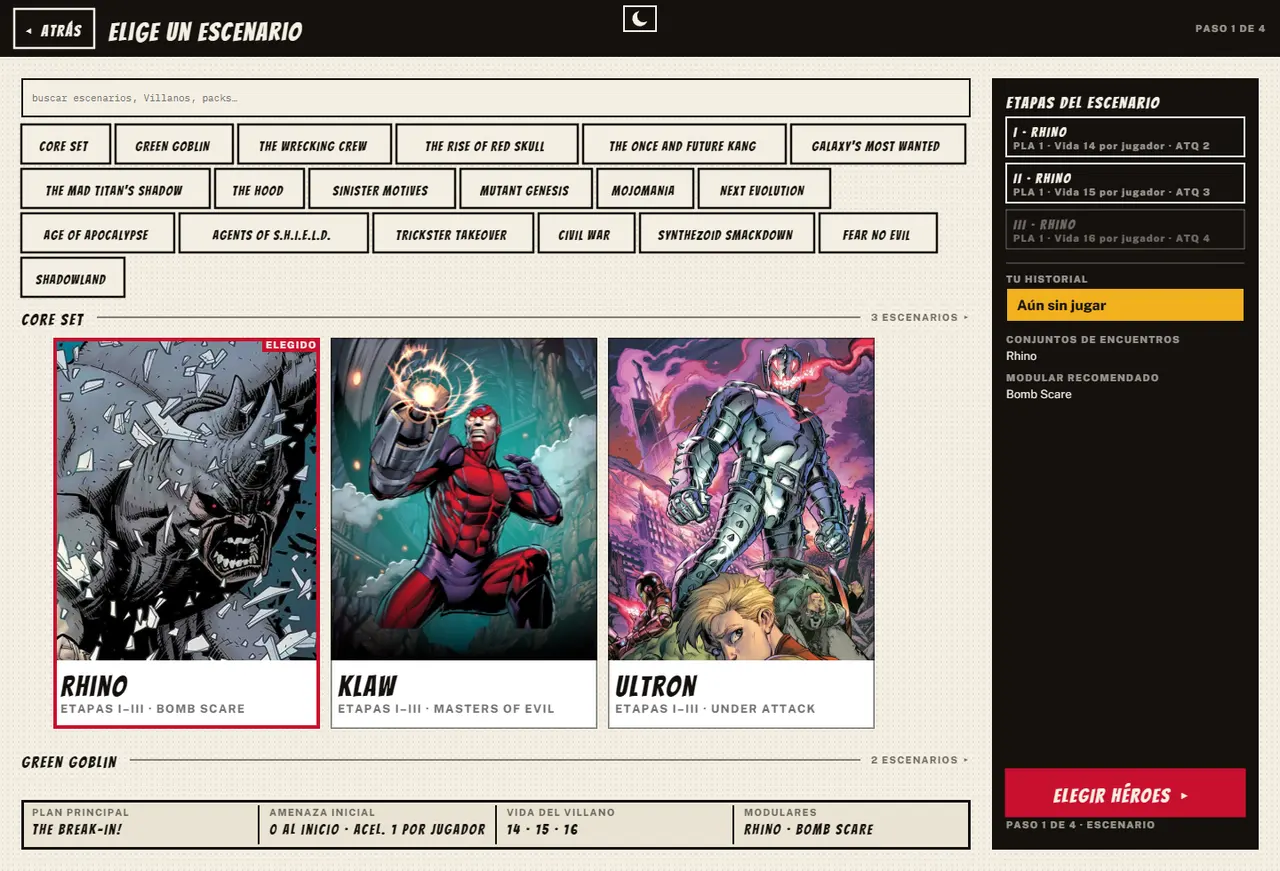 ◂ ATRÁS
ELIGE UN ESCENARIO
PASO 1 DE 4
buscar escenarios, Villanos, packs…
CORE SET
GREEN GOBLIN
THE WRECKING CREW
THE RISE OF RED SKULL
THE ONCE AND FUTURE KANG
GALAXY'S MOST WANTED
THE MAD TITAN'S SHADOW
THE HOOD
SINISTER MOTIVES
MUTANT GENESIS
MOJOMANIA
NEXT EVOLUTION
AGE OF APOCALYPSE
AGENTS OF S.H.I.E.L.D.
TRICKSTER TAKEOVER
CIVIL WAR
SYNTHEZOID SMACKDOWN
FEAR NO EVIL
SHADOWLAND
CORE SET
3 ESCENARIOS ▸
ELEGIDO
RHINO
ETAPAS I–III · BOMB SCARE
KLAW
ETAPAS I–III · MASTERS OF EVIL
ULTRON
ETAPAS I–III · UNDER ATTACK
GREEN GOBLIN
2 ESCENARIOS ▸
PLAN PRINCIPAL
THE BREAK-IN!
AMENAZA INICIAL
0 AL INICIO · ACEL. 1 POR JUGADOR
VIDA DEL VILLANO
14 · 15 · 16
MODULARES
RHINO · BOMB SCARE
ETAPAS DEL ESCENARIO
I · RHINO
PLA 1 · Vida 14 por jugador · ATQ 2
II · RHINO
PLA 1 · Vida 15 por jugador · ATQ 3
III · RHINO
PLA 1 · Vida 16 por jugador · ATQ 4
TU HISTORIAL
Aún sin jugar
CONJUNTOS DE ENCUENTROS
Rhino
MODULAR RECOMENDADO
Bomb Scare
ELEGIR HÉROES ▸
PASO 1 DE 4 · ESCENARIO